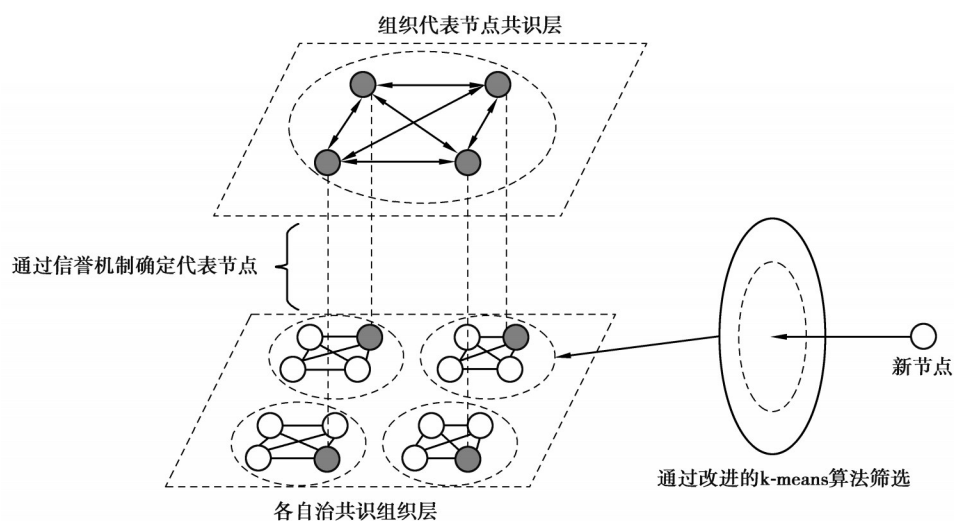 组织代表节点共识层
通过信誉机制确定代表节点
新节点
通过改进的k-means算法筛选
各自治共识组织层